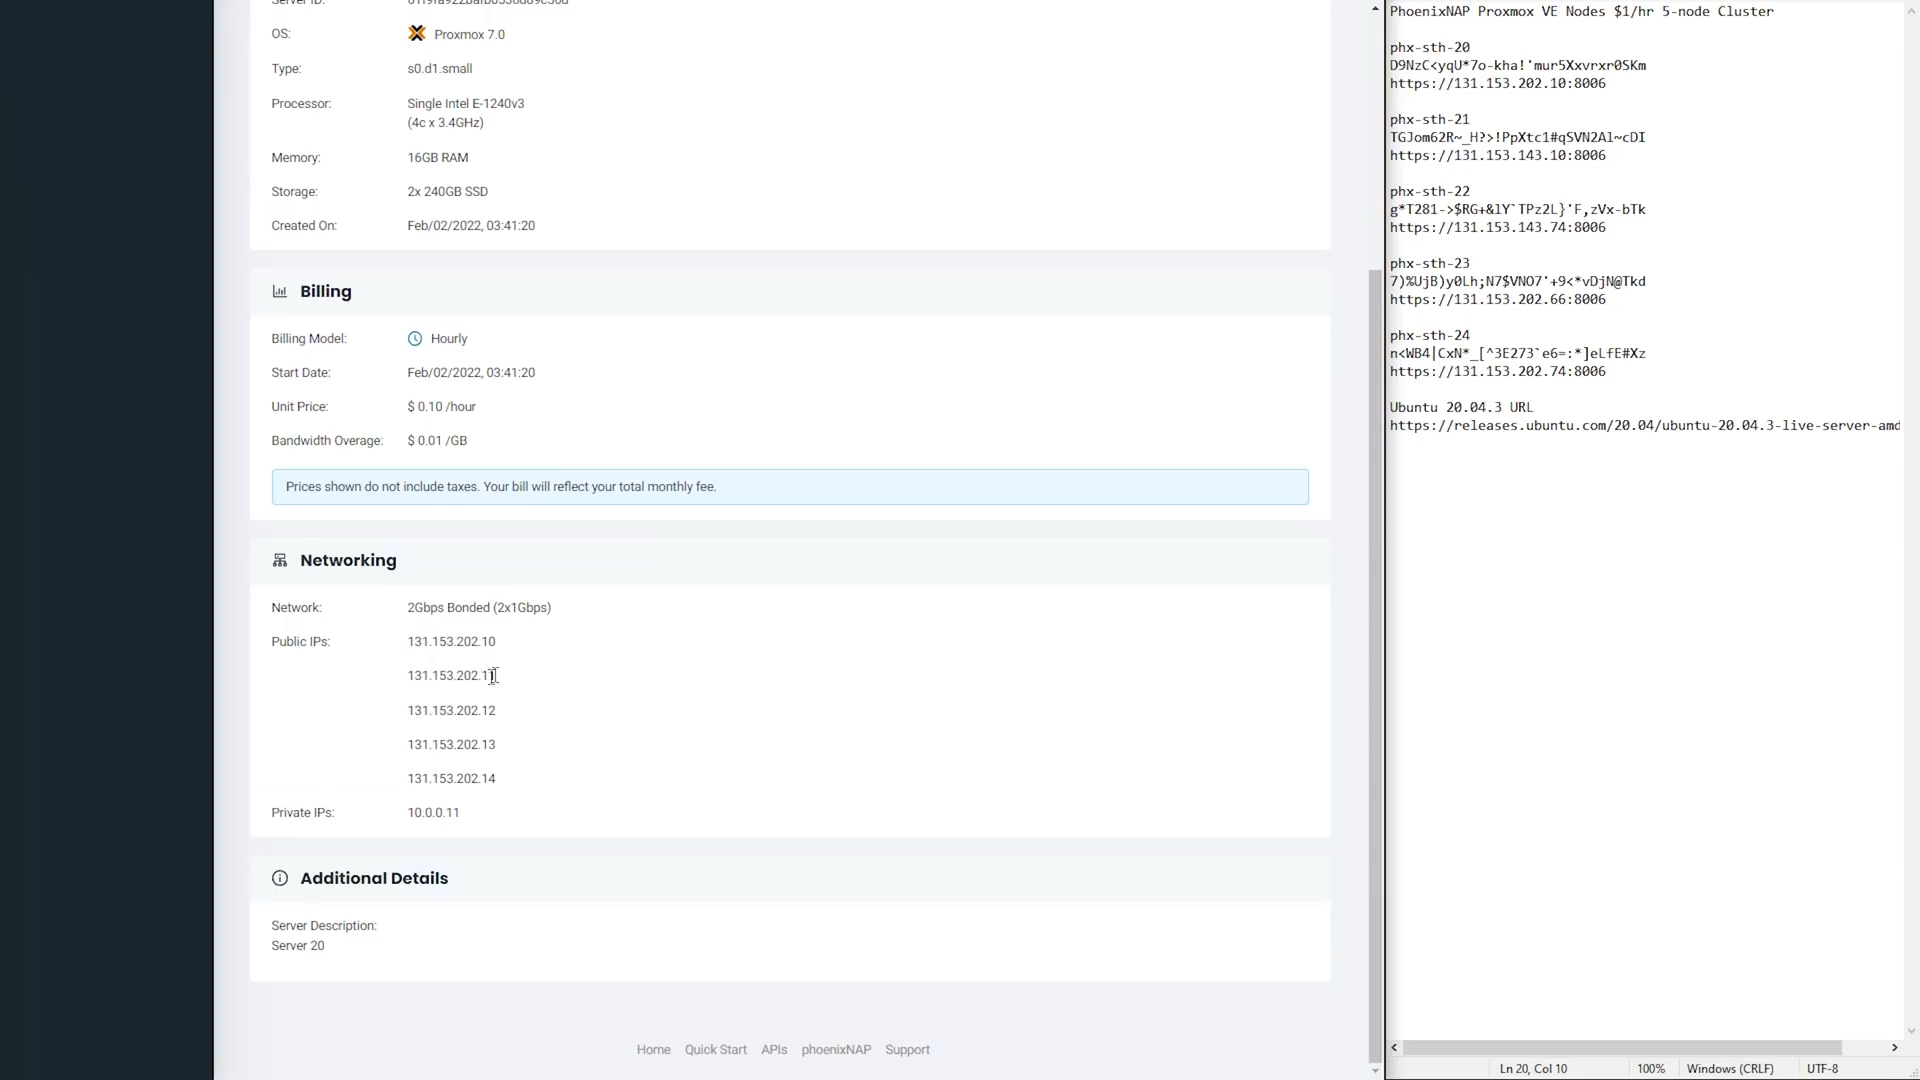 OS: Proxmox 7.0
Type: s0.d1.small
Processor: Single Intel E-1240v3
(4c x 3.4GHz)
Memory: 16GB RAM
Storage: 2x 240GB SSD
Created On: Feb/02/2022, 03:41:20
Billing
Billing Model: Hourly
Start Date: Feb/02/2022, 03:41:20
Unit Price: $ 0.10 /hour
Bandwidth Overage: $ 0.01 /GB
Prices shown do not include taxes. Your bill will reflect your total monthly fee.
Networking
Network: 2Gbps Bonded (2x1Gbps)
Public IPs: 131.153.202.10
131.153.202.11
131.153.202.12
131.153.202.13
131.153.202.14
Private IPs: 10.0.0.11
Additional Details
Server Description:
Server 20
Home Quick Start APIs phoenixNAP Support
PhoenixNAP Proxmox VE Nodes $1/hr 5-node Cluster
phx-sth-20
D9NzC<yqU*7o-kha!'mur5Xxvrxr0SKm
https://131.153.202.10:8006
phx-sth-21
TGJom62R~_H?>!PpXtc1#qSVN2Al~cDI
https://131.153.143.10:8006
phx-sth-22
g*T281->$RG+&lY`TPz2L}'F,zVx-bTk
https://131.153.143.74:8006
phx-sth-23
7)%UjB)y0Lh;N7$VNO7'+9<*vDjN@Tkd
https://131.153.202.66:8006
phx-sth-24
n<WB4|CxN*_[^3E273`e6=:*]eLfE#Xz
https://131.153.202.74:8006
Ubuntu 20.04.3 URL
https://releases.ubuntu.com/20.04/ubuntu-20.04.3-live-server-amd
Ln 20, Col 10 100% Windows (CRLF) UTF-8